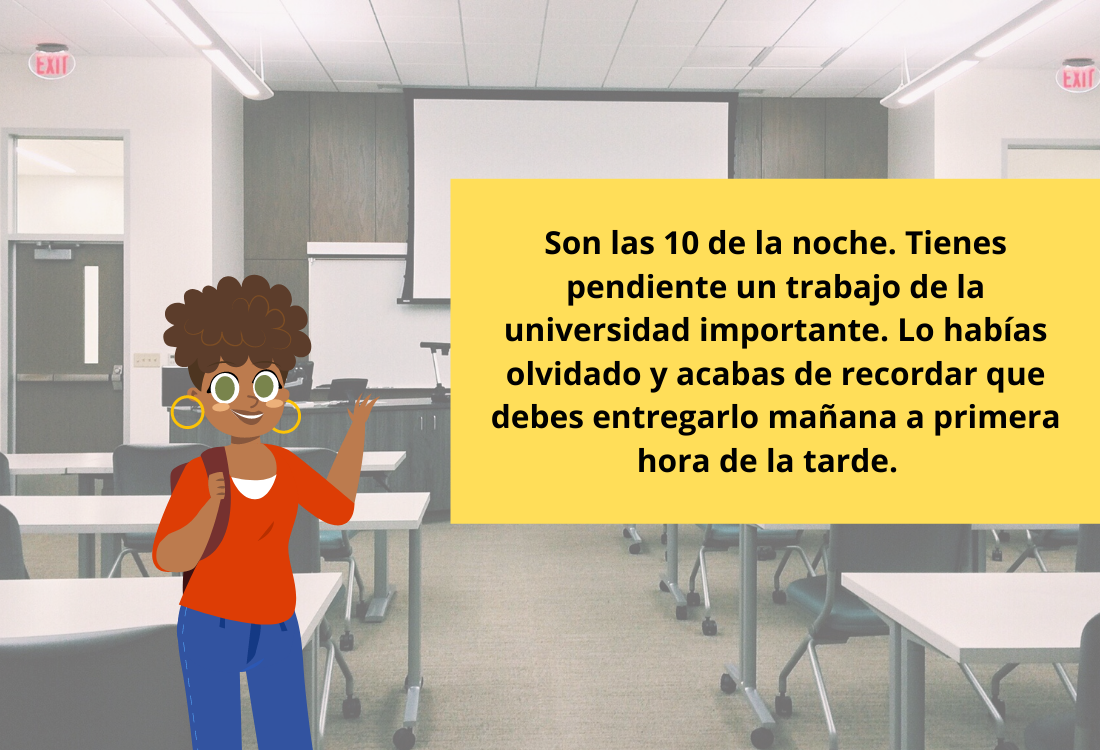 EXIT
EXIT
Son las 10 de la noche. Tienes
pendiente un trabajo de la
universidad importante. Lo habías
olvidado y acabas de recordar que
debes entregarlo mañana a primera
hora de la tarde.